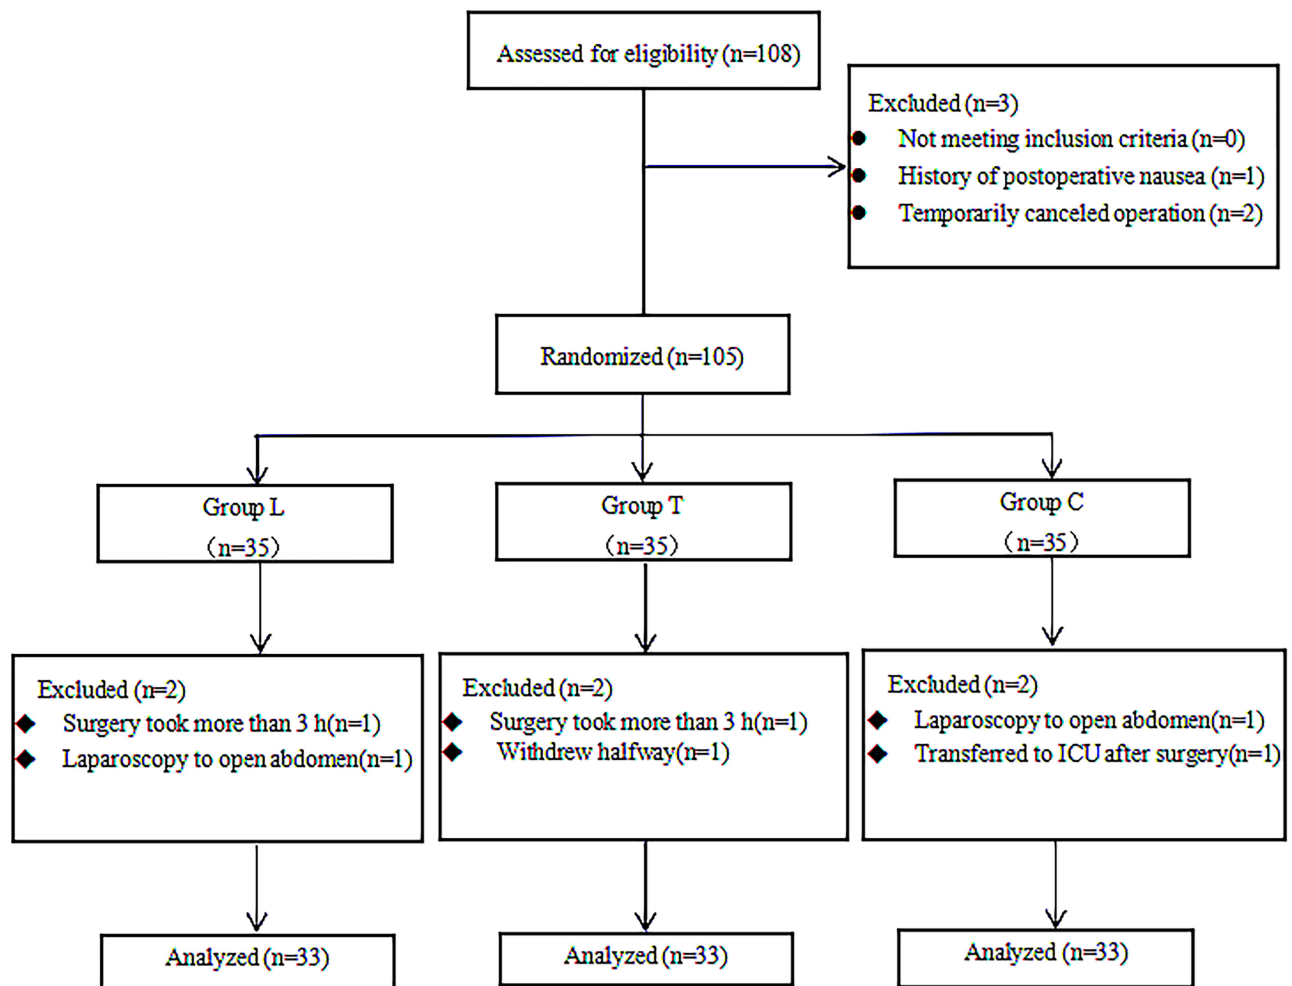 Assessed for eligibility (n=108)
Excluded (n=3)
● Not meeting inclusion criteria (n=0)
● History of postoperative nausea (n=1)
● Temporarily canceled operation (n=2)
Randomized (n=105)
Group L
（n=35）
Group T
（n=35）
Group C
（n=35）
Excluded (n=2)
◆ Surgery took more than 3 h(n=1)
◆ Laparoscopy to open abdomen(n=1)
Excluded (n=2)
◆ Surgery took more than 3 h(n=1)
◆ Withdrew halfway(n=1)
Excluded (n=2)
◆ Laparoscopy to open abdomen(n=1)
◆ Transferred to ICU after surgery(n=1)
Analyzed (n=33)
Analyzed (n=33)
Analyzed (n=33)